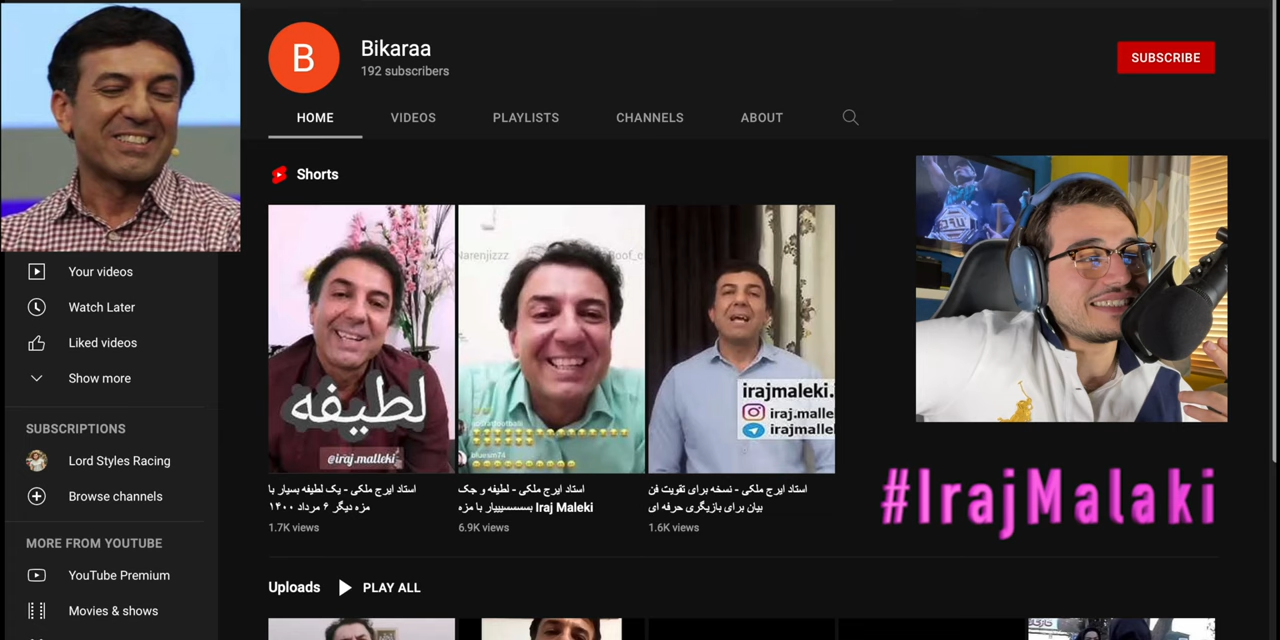 B
Bikaraa
192 subscribers
SUBSCRIBE
HOME
VIDEOS
PLAYLISTS
CHANNELS
ABOUT
Shorts
Your videos
Watch Later
Liked videos
Show more
SUBSCRIPTIONS
Lord Styles Racing
Browse channels
MORE FROM YOUTUBE
YouTube Premium
Movies & shows
لطیفه
@iraj.malleki
Narenjizzz
irajmaleki.
iraj.malle
irajmalle
استاد ایرج ملکی - یک لطیفه بسیار با
مزه دیگر ۶ مرداد ۱۴۰۰
1.7K views
استاد ایرج ملکی - لطیفه و جک
بسسسسییییار با مزه Iraj Maleki
6.9K views
استاد ایرج ملکی - نسخه برای تقویت فن
بیان برای بازیگری حرفه ای
1.6K views
UFC
#IrajMalaki
Uploads
PLAY ALL